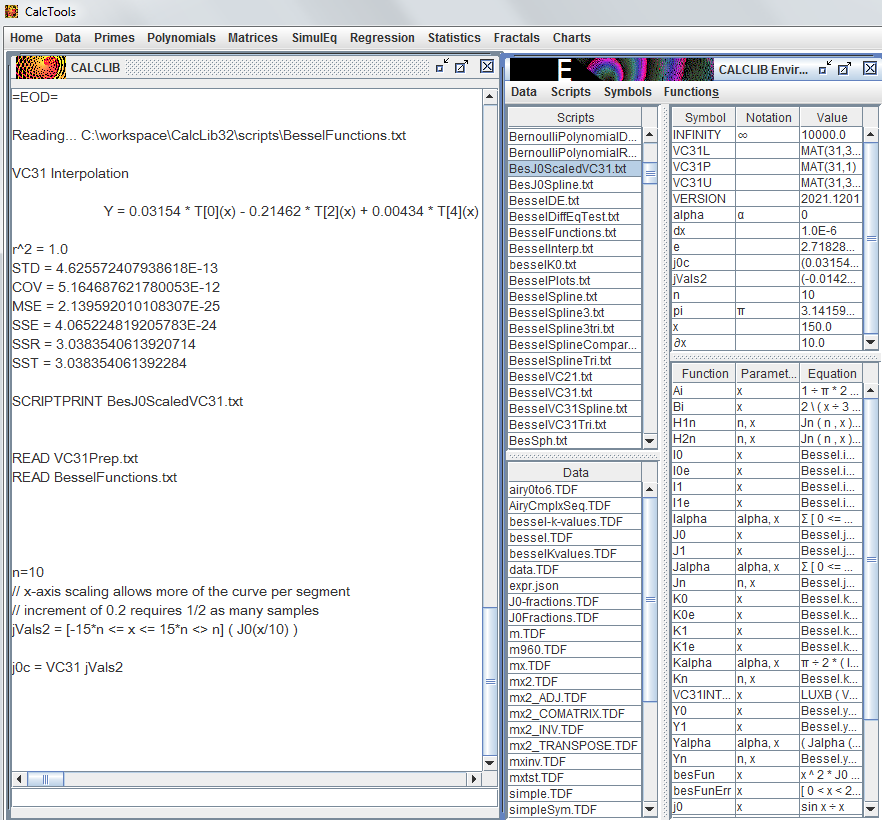 CalcTools
Home Data Primes Polynomials Matrices SimulEq Regression Statistics Fractals Charts
CALCLIB
=EOD=
Reading... C:\workspace\CalcLib32\scripts\BesselFunctions.txt
VC31 Interpolation
Y = 0.03154 * T[0](x) - 0.21462 * T[2](x) + 0.00434 * T[4](x)
r^2 = 1.0
STD = 4.625572407938618E-13
COV = 5.164687621780053E-12
MSE = 2.139592010108307E-25
SSE = 4.065224819205783E-24
SSR = 3.0383540613920714
SST = 3.038354061392284
SCRIPTPRINT BesJ0ScaledVC31.txt
READ VC31Prep.txt
READ BesselFunctions.txt
n=10
// x-axis scaling allows more of the curve per segment
// increment of 0.2 requires 1/2 as many samples
jVals2 = [-15*n <= x <= 15*n <> n] ( J0(x/10) )
j0c = VC31 jVals2
E
CALCLIB Envir...
Data Scripts Symbols Functions
Scripts
BernoulliPolynomialD...
BernoulliPolynomialR...
BesJ0ScaledVC31.txt
BesJ0Spline.txt
BesselDE.txt
BesselDiffEqTest.txt
BesselFunctions.txt
BesselInterp.txt
besselK0.txt
BesselPlots.txt
BesselSpline.txt
BesselSpline3.txt
BesselSpline3tri.txt
BesselSplineCompar...
BesselSplineTri.txt
BesselVC21.txt
BesselVC31.txt
BesselVC31Spline.txt
BesselVC31Tri.txt
BesSph.txt
Data
airy0to6.TDF
AiryCmplxSeq.TDF
bessel-k-values.TDF
bessel.TDF
besselKvalues.TDF
data.TDF
expr.json
J0-fractions.TDF
J0Fractions.TDF
m.TDF
m960.TDF
mx.TDF
mx2.TDF
mx2_ADJ.TDF
mx2_COMATRIX.TDF
mx2_INV.TDF
mx2_TRANSPOSE.TDF
mxinv.TDF
mxtst.TDF
simple.TDF
simpleSym.TDF
Symbol Notation Value
INFINITY ∞ 10000.0
VC31L MAT(31,3...
VC31P MAT(31,1)
VC31U MAT(31,3...
VERSION 2021.1201
alpha α 0
dx 1.0E-6
e 2.71828...
j0c (0.03154...
jVals2 (-0.0142...
n 10
pi π 3.14159...
x 150.0
∂x 10.0
Function Paramet... Equation
Ai x 1 ÷ π * 2 ...
Bi x 2 \ ( x ÷ 3 ...
H1n n, x Jn ( n , x )...
H2n n, x Jn ( n , x )...
I0 x Bessel.i...
I0e x Bessel.i...
I1 x Bessel.i...
I1e x Bessel.i...
Ialpha alpha, x Σ [ 0 <= ...
J0 x Bessel.j...
J1 x Bessel.j...
Jalpha alpha, x Σ [ 0 <= ...
Jn n, x Bessel.j...
K0 x Bessel.k...
K0e x Bessel.k...
K1 x Bessel.k...
K1e x Bessel.k...
Kalpha alpha, x π ÷ 2 * ( I...
Kn n, x Bessel.k...
VC31INT... x LUXB ( V...
Y0 x Bessel.y...
Y1 x Bessel.y...
Yalpha alpha, x ( Jalpha (...
Yn n, x Bessel.y...
besFun x x ^ 2 * J0 ...
besFunErr x [ 0 < x < 2...
j0 x sin x ÷ x